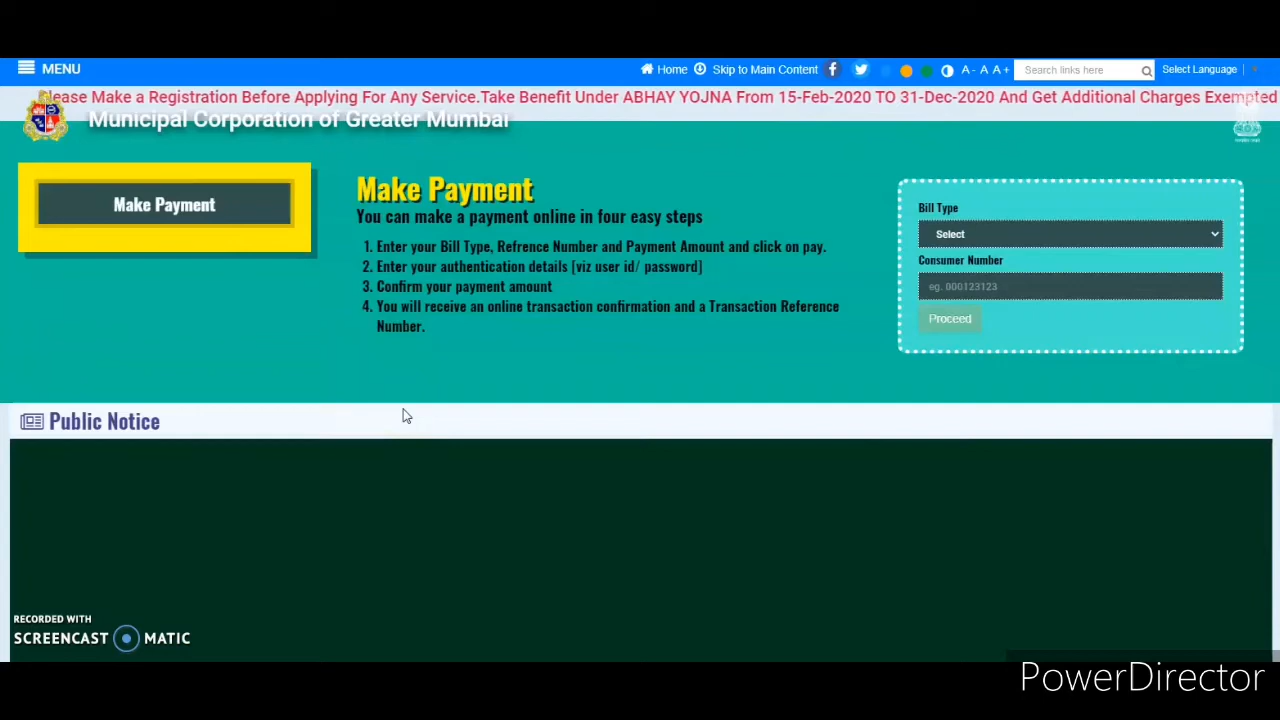 MENU
Home Skip to Main Content A- A A+ Search links here Select Language
Please Make a Registration Before Applying For Any Service.Take Benefit Under ABHAY YOJNA From 15-Feb-2020 TO 31-Dec-2020 And Get Additional Charges Exempted
Municipal Corporation of Greater Mumbai
Make Payment
Make Payment
You can make a payment online in four easy steps
1. Enter your Bill Type, Refrence Number and Payment Amount and click on pay.
2. Enter your authentication details [viz user id/ password]
3. Confirm your payment amount
4. You will receive an online transaction confirmation and a Transaction Reference
Number.
Bill Type
Select
Consumer Number
eg. 000123123
Proceed
Public Notice
RECORDED WITH
SCREENCAST MATIC
PowerDirector